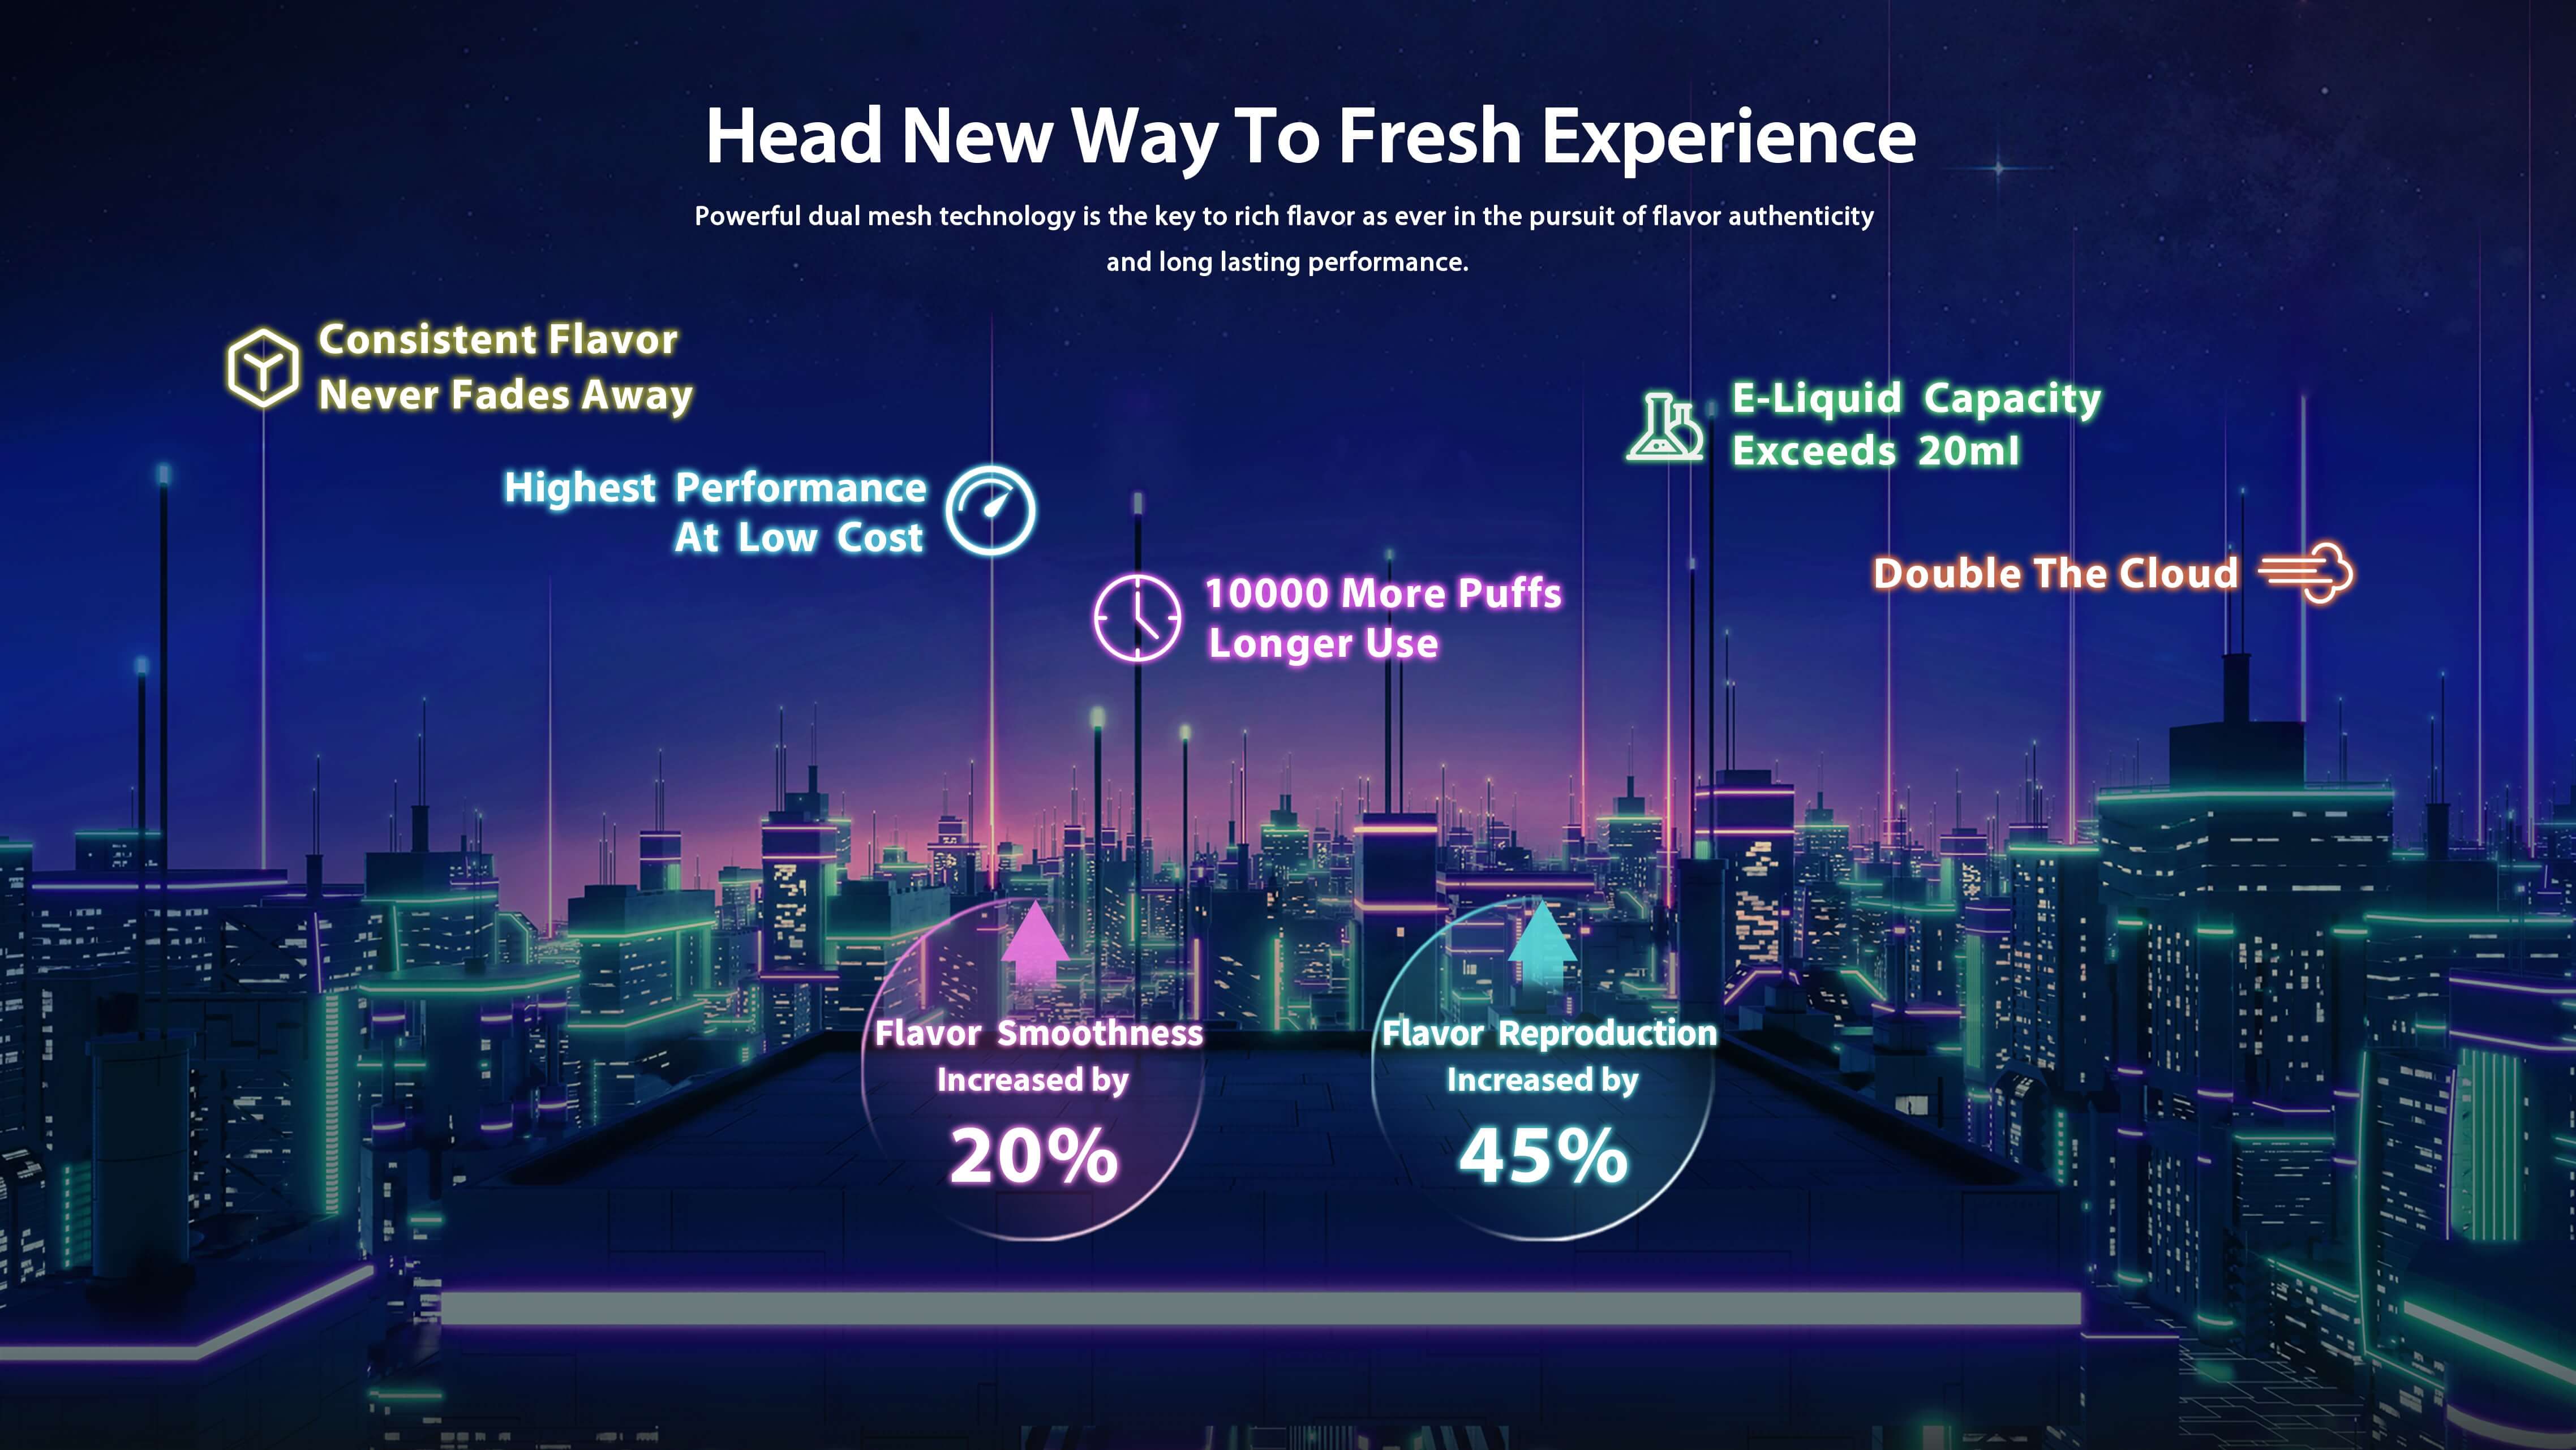 Head New Way To Fresh Experience
Powerful dual mesh technology is the key to rich flavor as ever in the pursuit of flavor authenticity
and long lasting performance.
Consistent Flavor
Never Fades Away
Highest Performance
At Low Cost
10000 More Puffs
Longer Use
E-Liquid Capacity
Exceeds 20ml
Double The Cloud
Flavor Smoothness
Increased by
20%
Flavor Reproduction
Increased by
45%